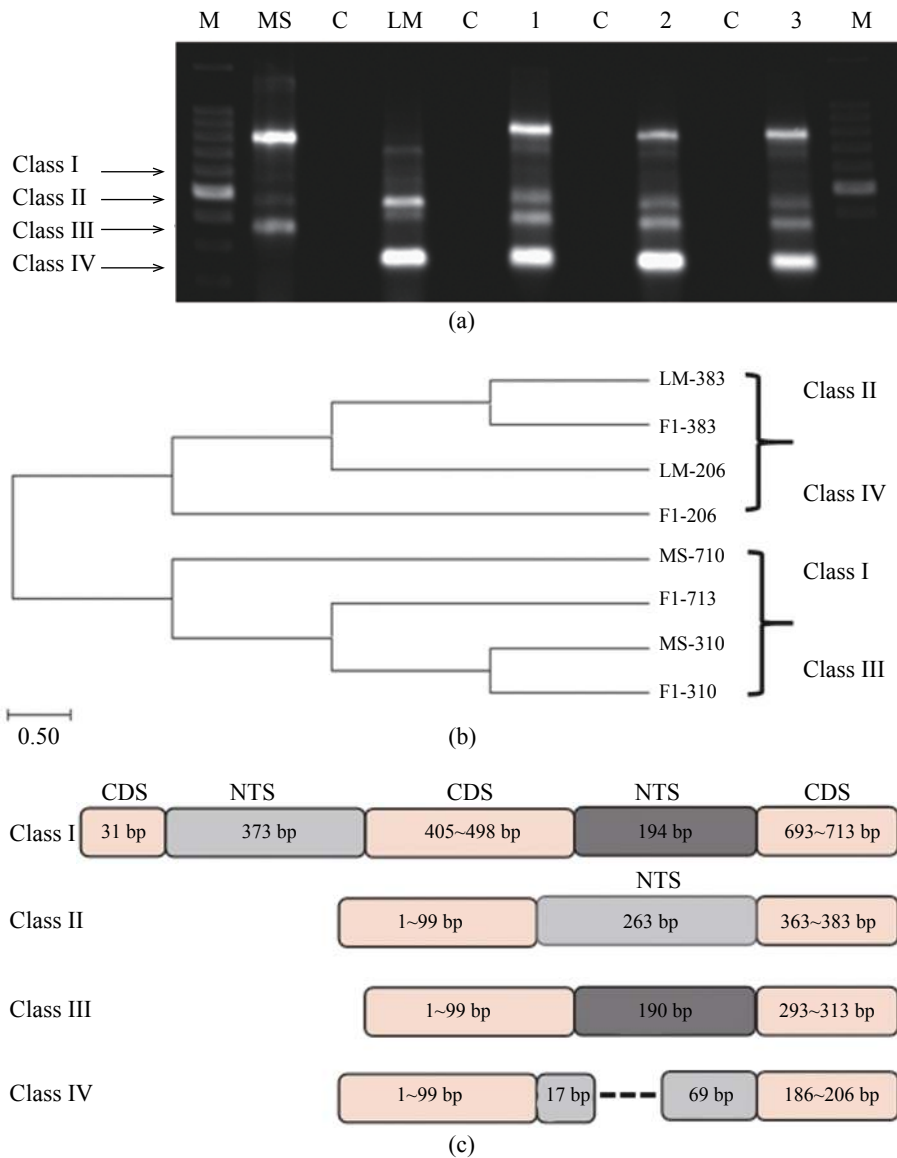 M MS C LM C 1 C 2 C 3 M
Class I
Class II
Class III
Class IV
(a)
LM-383
F1-383
LM-206
F1-206
MS-710
F1-713
MS-310
F1-310
Class II
Class IV
Class I
Class III
0.50
(b)
CDS NTS CDS NTS CDS
Class I 31 bp 373 bp 405~498 bp 194 bp 693~713 bp
NTS
Class II 1~99 bp 263 bp 363~383 bp
Class III 1~99 bp 190 bp 293~313 bp
Class IV 1~99 bp 17 bp 69 bp 186~206 bp
(c)